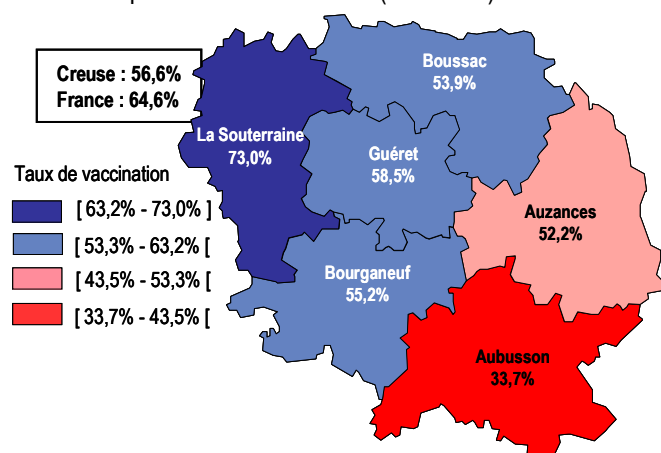 Creuse : 56,6%
France : 64,6%
Boussac
53,9%
La Souterraine
73,0%
Guéret
58,5%
Taux de vaccination
[ 63,2% - 73,0% ]
[ 53,3% - 63,2% [
[ 43,5% - 53,3% [
[ 33,7% - 43,5% [
Auzances
52,2%
Bourganeuf
55,2%
Aubusson
33,7%